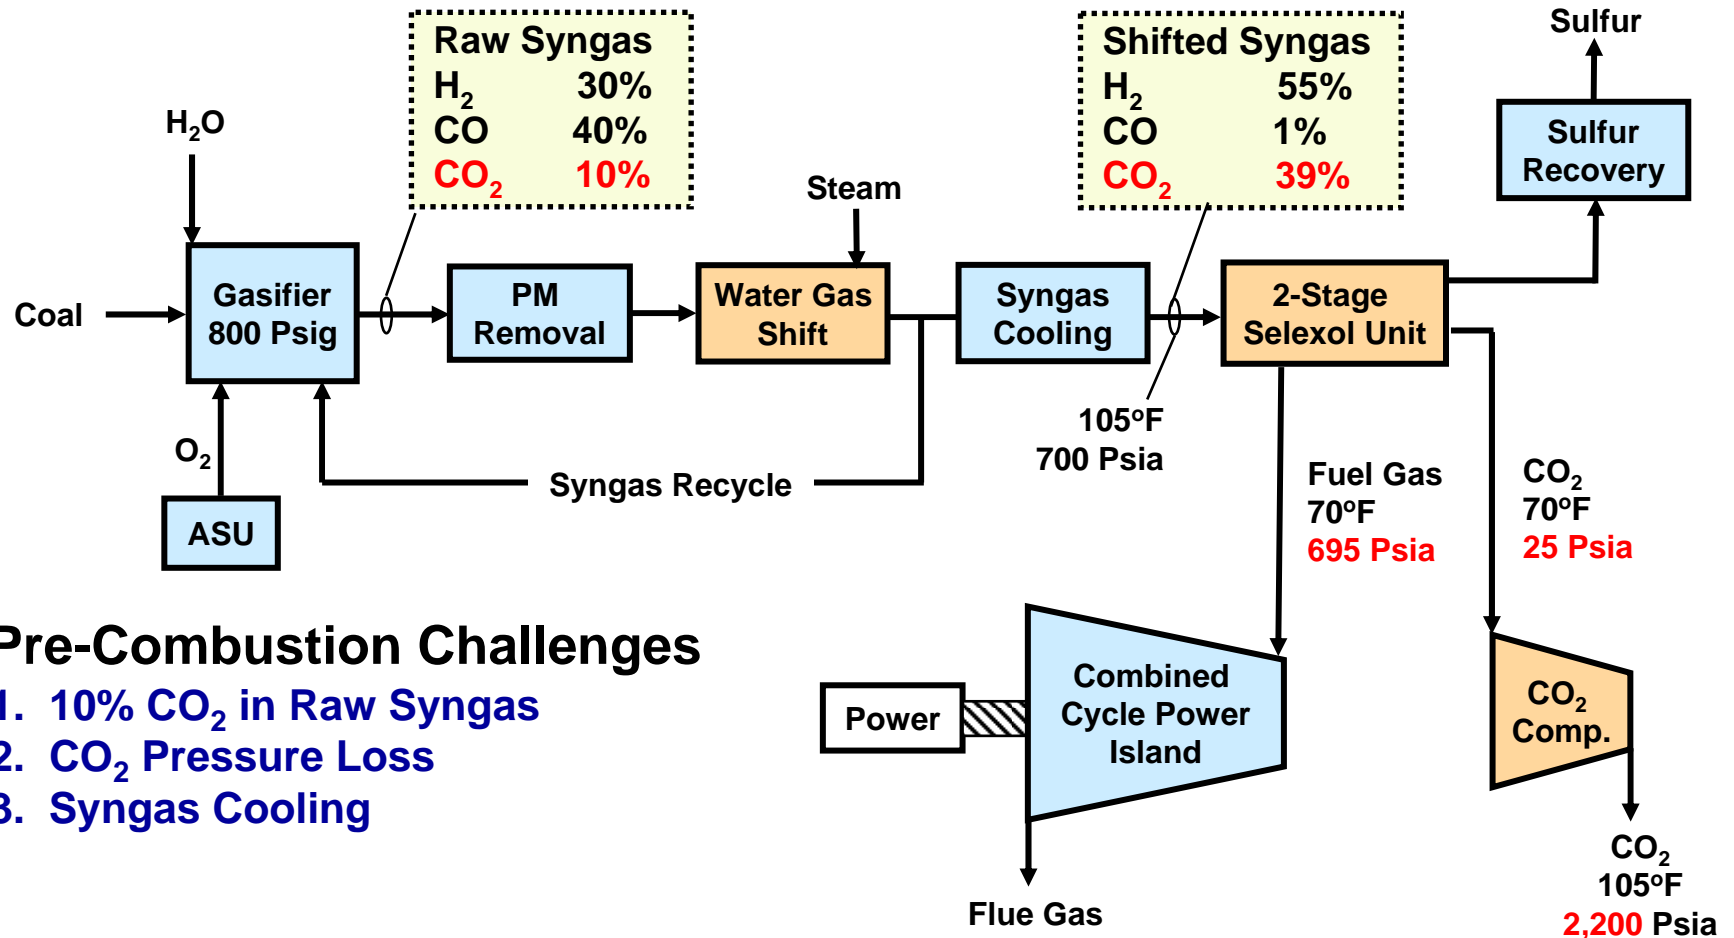 Raw Syngas
H₂ 30%
CO 40%
CO₂ 10%
Shifted Syngas
H₂ 55%
CO 1%
CO₂ 39%
Sulfur
H₂O
Steam
Sulfur
Recovery
Coal
Gasifier
800 Psig
PM
Removal
Water Gas
Shift
Syngas
Cooling
2-Stage
Selexol Unit
105°F
700 Psia
O₂
ASU
Syngas Recycle
Fuel Gas
70°F
695 Psia
CO₂
70°F
25 Psia
Pre-Combustion Challenges
1. 10% CO₂ in Raw Syngas
2. CO₂ Pressure Loss
3. Syngas Cooling
Power
Combined
Cycle Power
Island
CO₂
Comp.
Flue Gas
CO₂
105°F
2,200 Psia